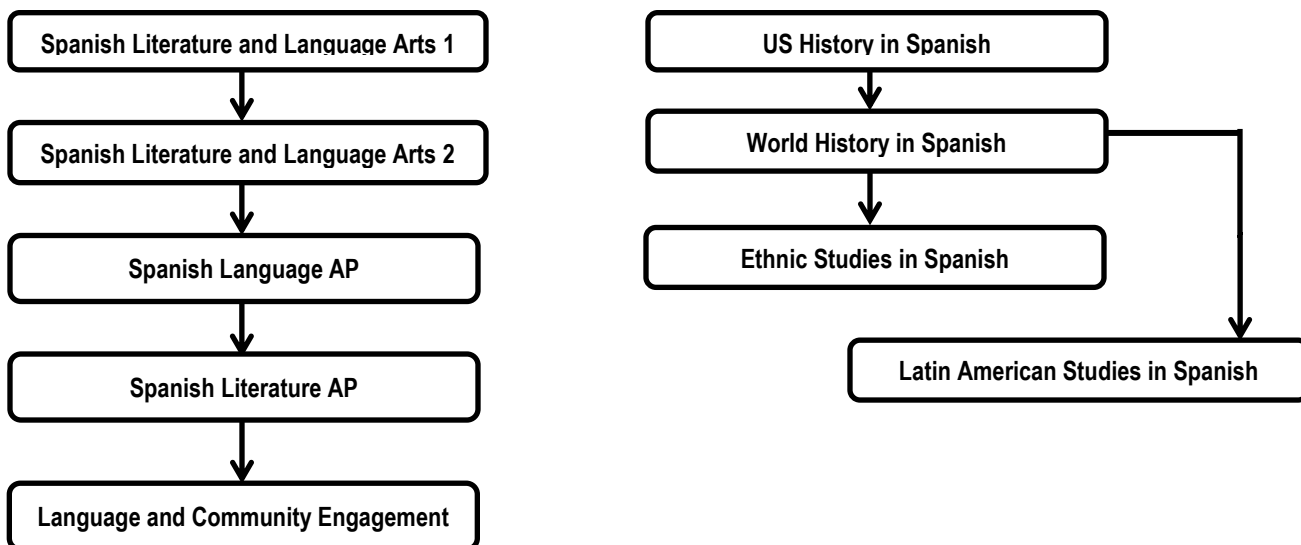 Spanish Literature and Language Arts 1
Spanish Literature and Language Arts 2
Spanish Language AP
Spanish Literature AP
Language and Community Engagement
US History in Spanish
World History in Spanish
Ethnic Studies in Spanish
Latin American Studies in Spanish